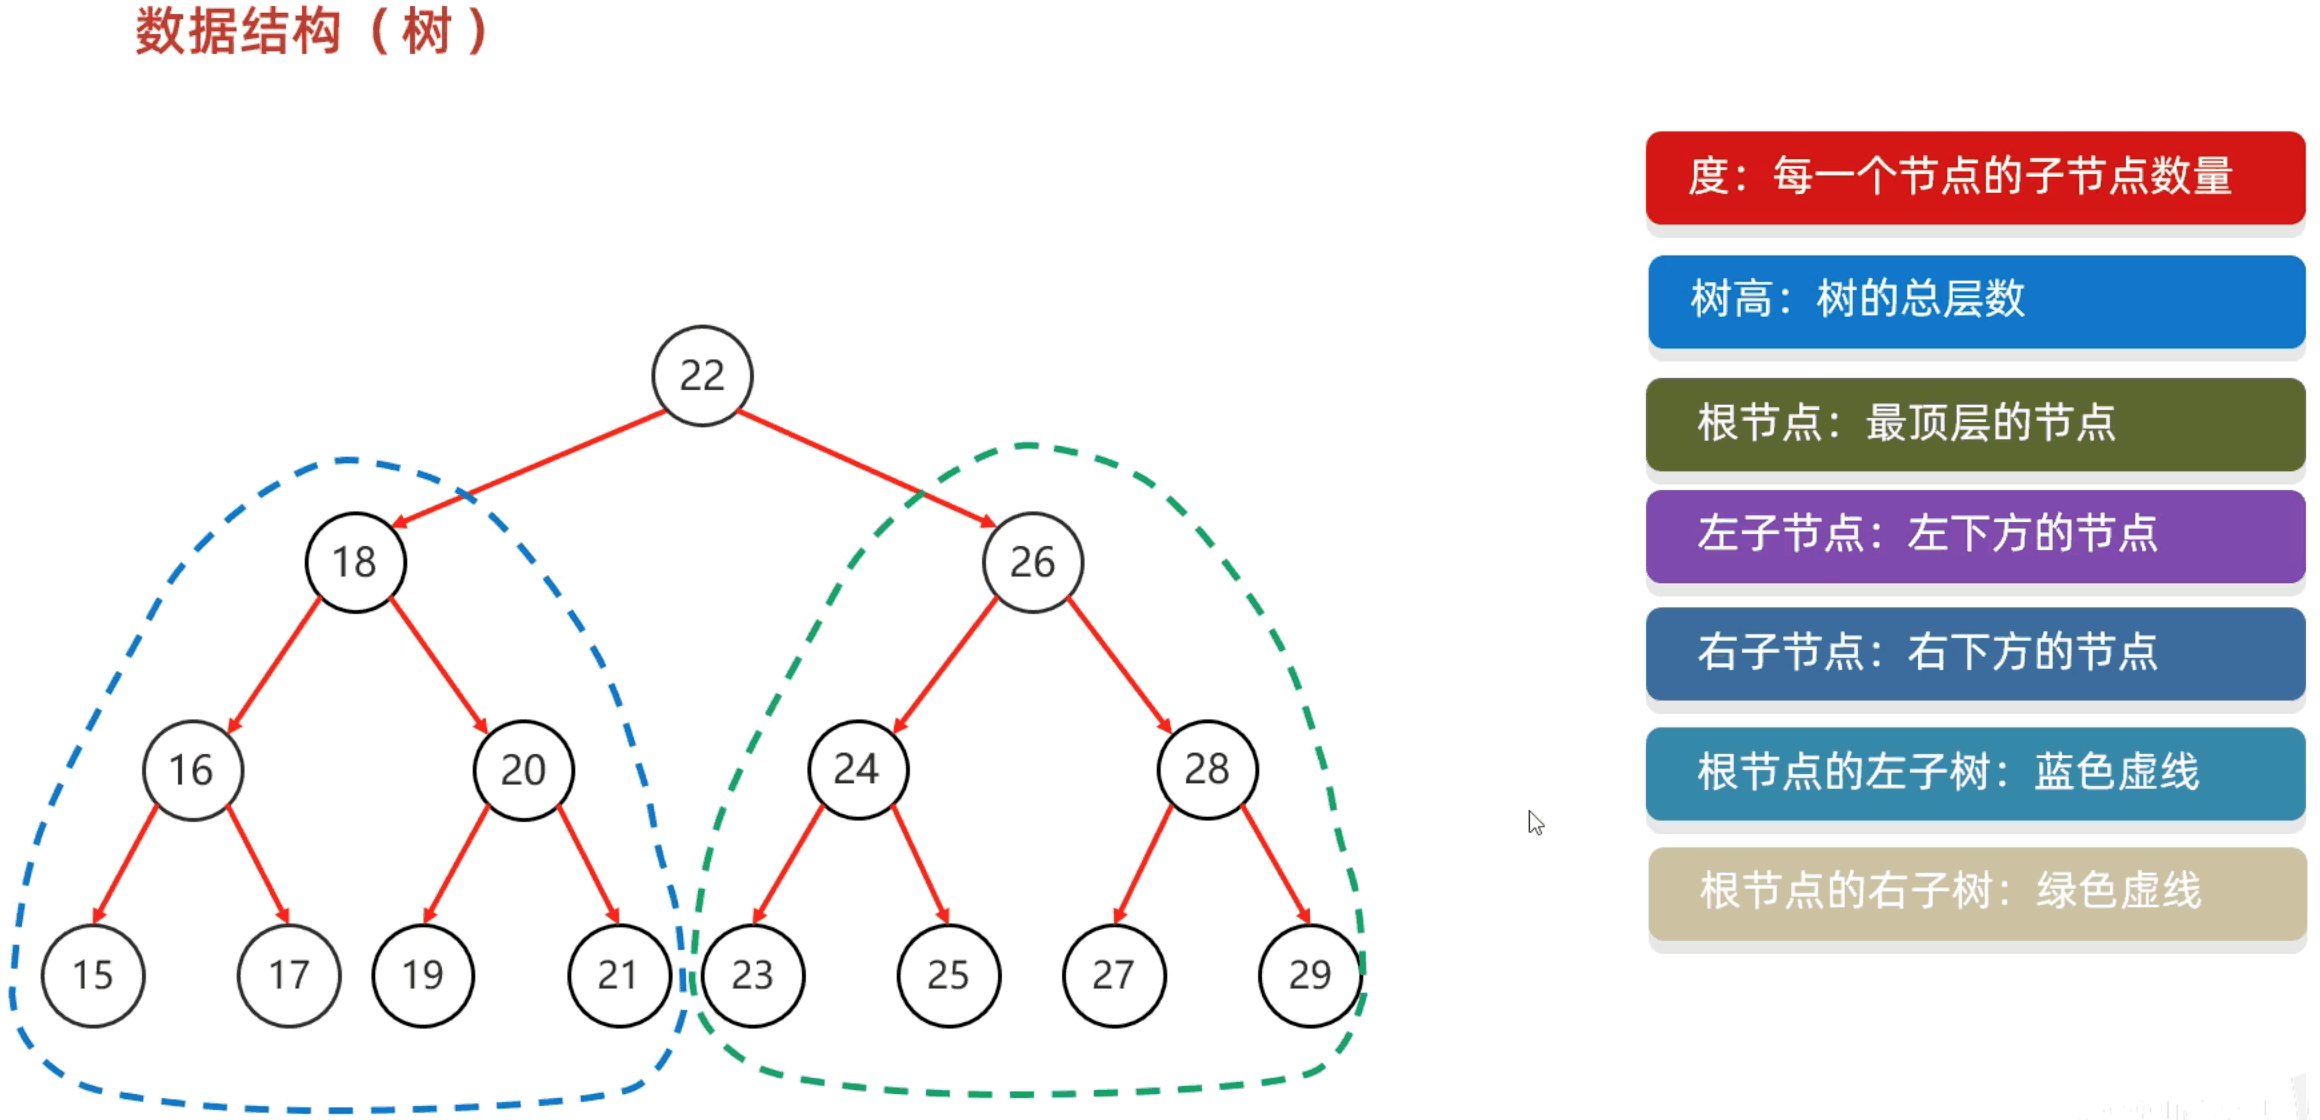 数据结构（树）
度：每一个节点的子节点数量
树高：树的总层数
根节点：最顶层的节点
左子节点：左下方的节点
右子节点：右下方的节点
根节点的左子树：蓝色虚线
根节点的右子树：绿色虚线
22
18
26
16
20
24
28
15
17
19
21
23
25
27
29